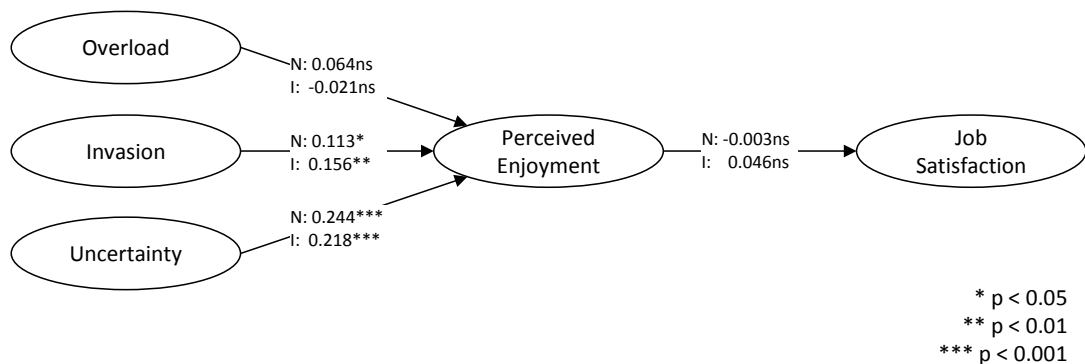 Overload
N: 0.064ns
I: -0.021ns
Invasion
N: 0.113*
I: 0.156**
Perceived
Enjoyment
N: -0.003ns
I: 0.046ns
Job
Satisfaction
N: 0.244***
I: 0.218***
Uncertainty
* p < 0.05
** p < 0.01
*** p < 0.001